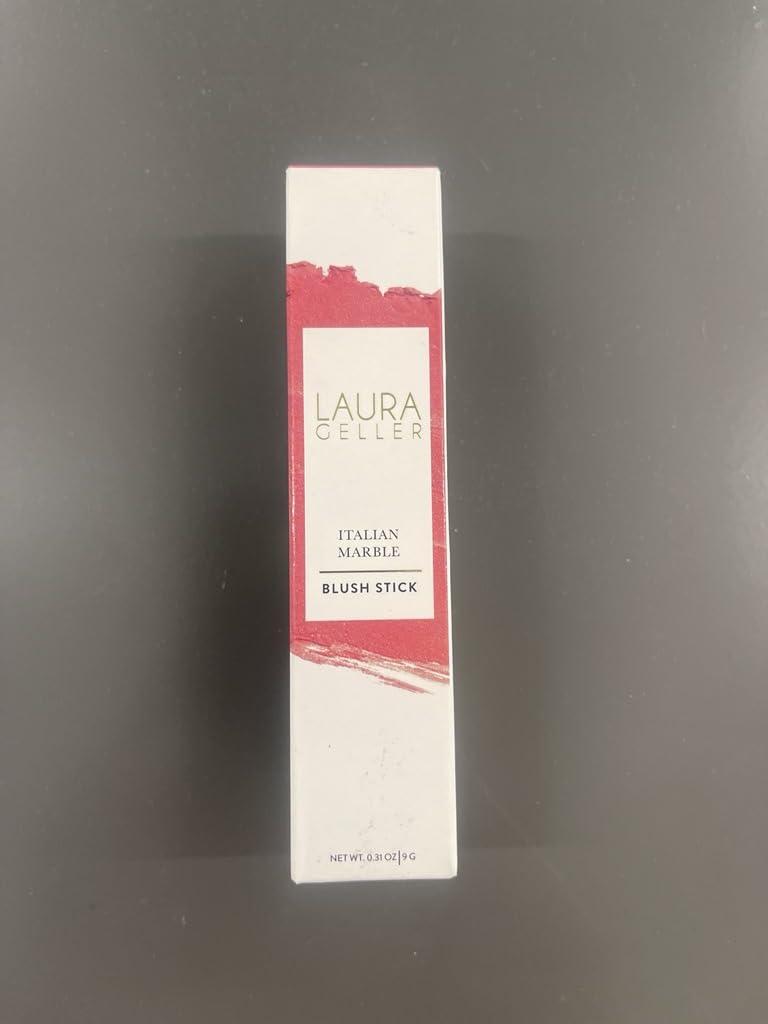 LAURA
GELLER
ITALIAN
MARBLE
BLUSH STICK
NET WT. 0.31 OZ|9 G